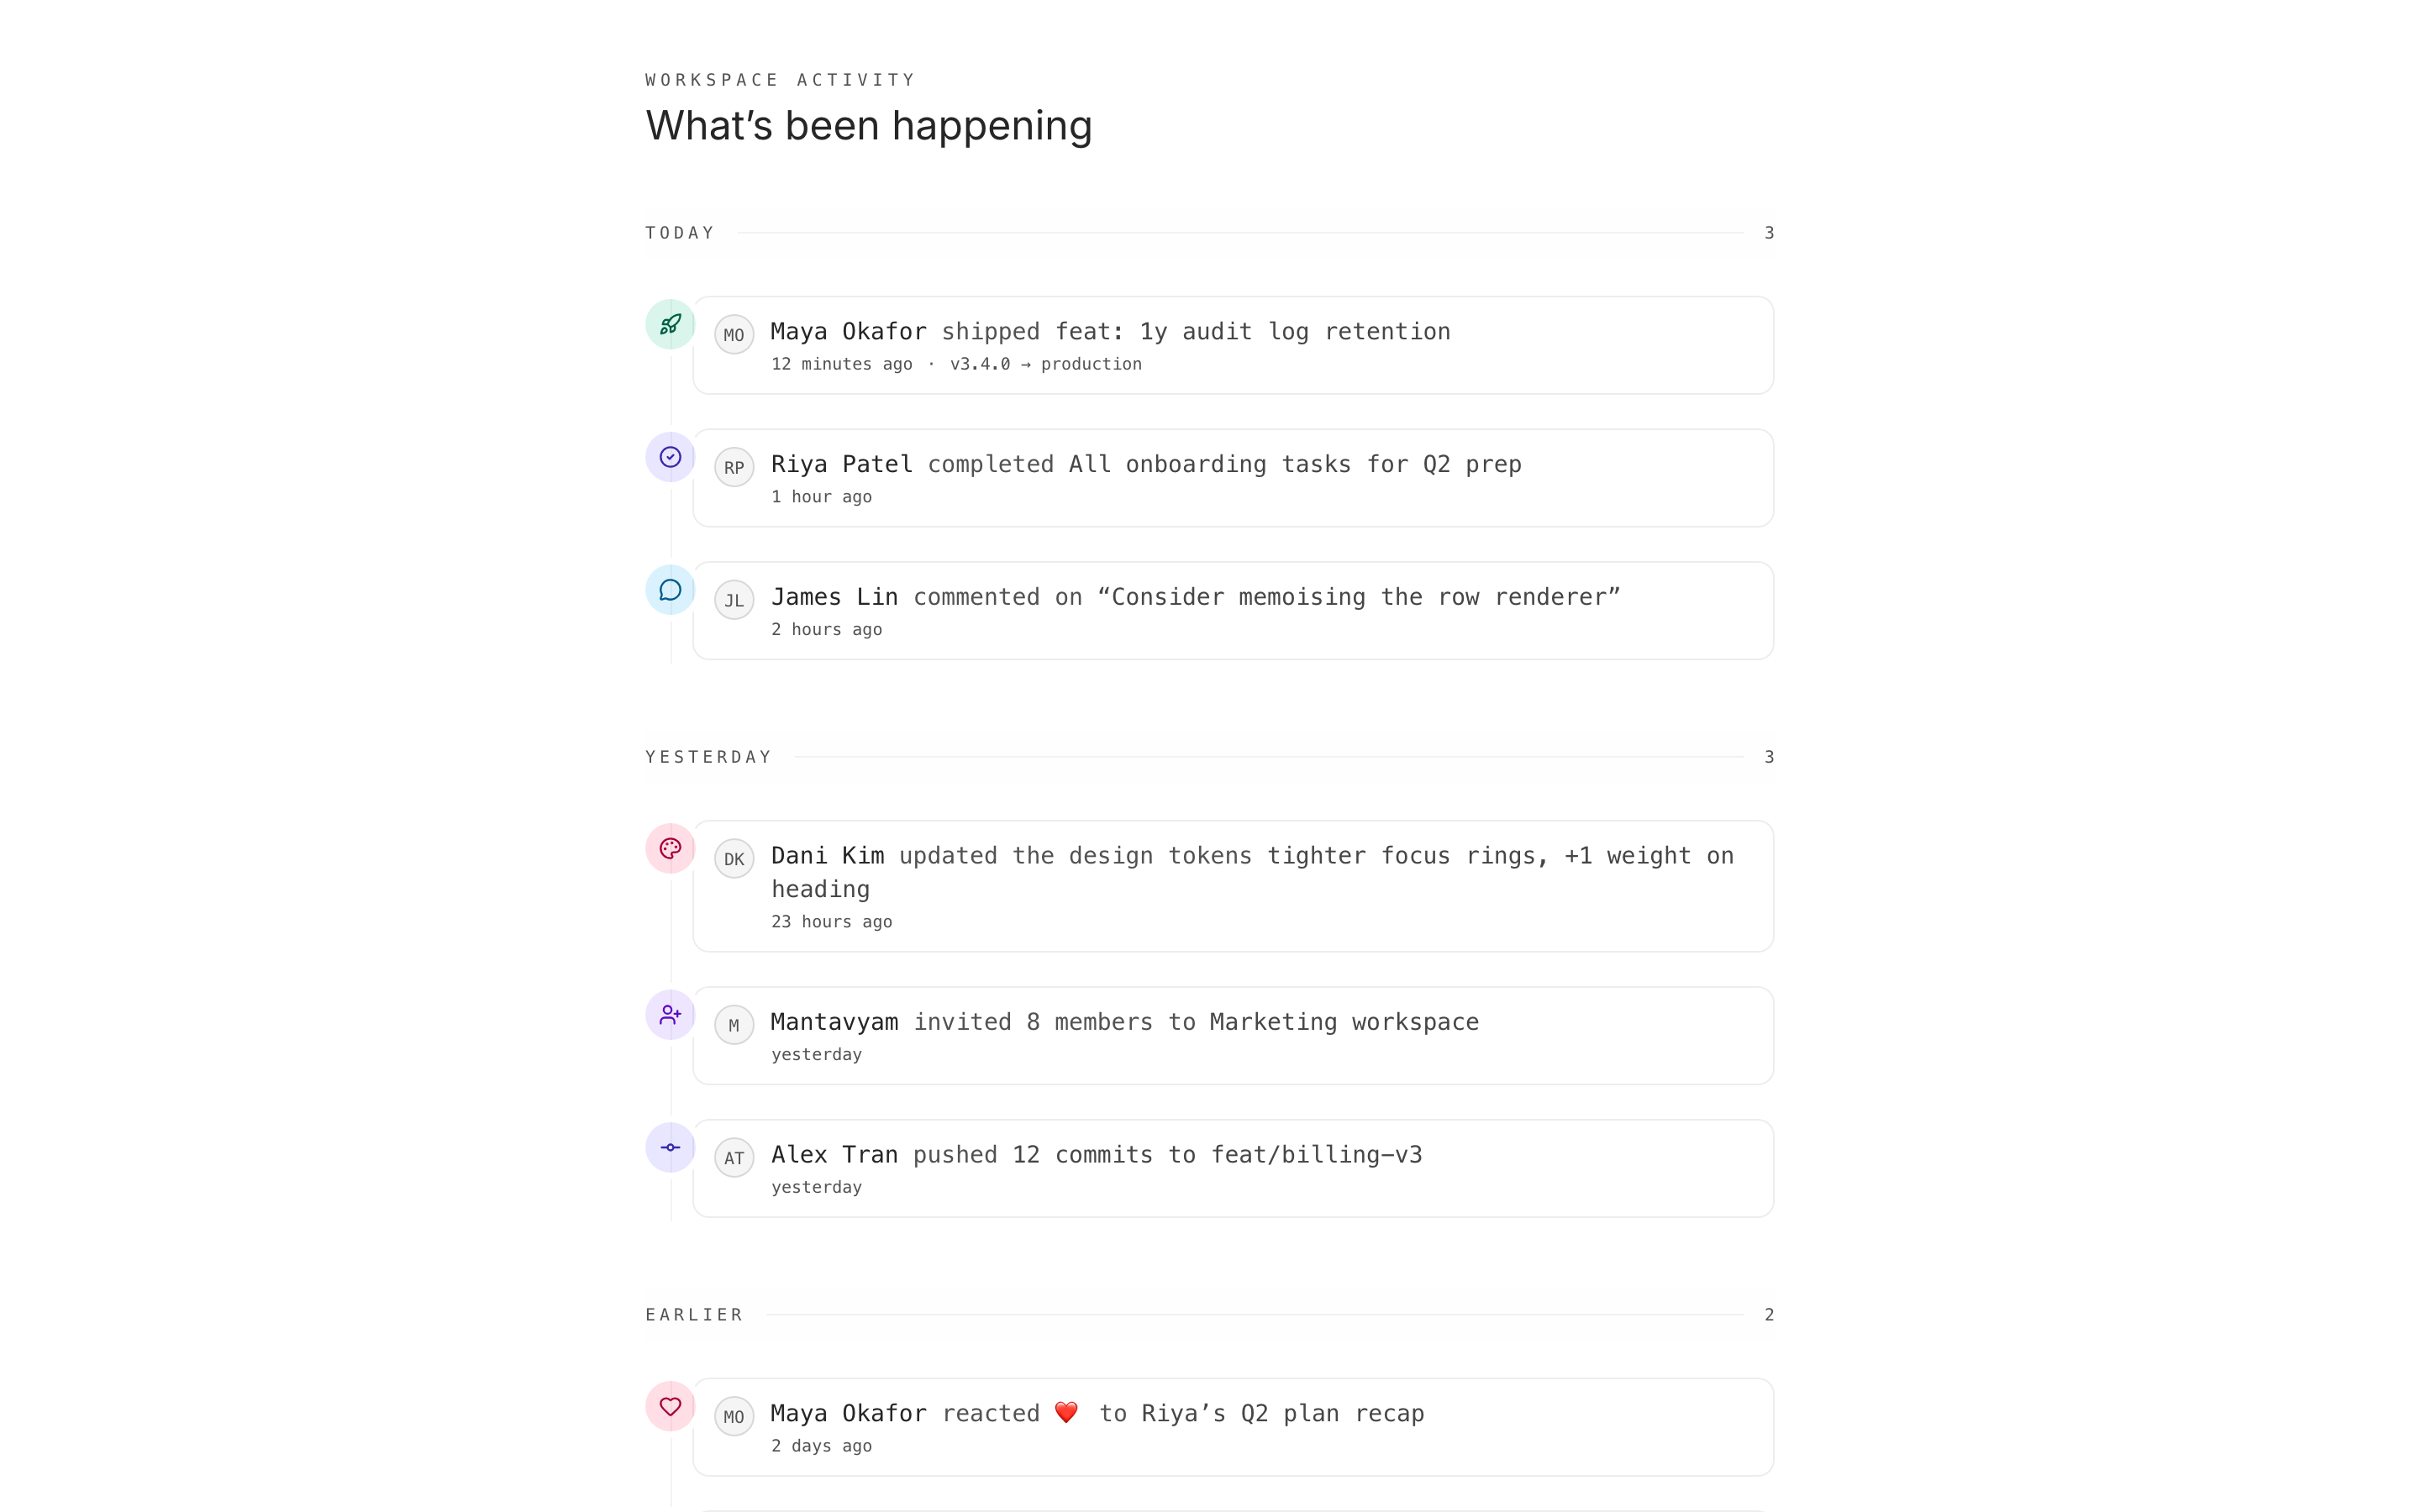 WORKSPACE ACTIVITY
What’s been happening
TODAY 3
MO Maya Okafor shipped feat: 1y audit log retention
12 minutes ago · v3.4.0 → production
RP Riya Patel completed All onboarding tasks for Q2 prep
1 hour ago
JL James Lin commented on “Consider memoising the row renderer”
2 hours ago
YESTERDAY 3
DK Dani Kim updated the design tokens tighter focus rings, +1 weight on
heading
23 hours ago
M Mantavyam invited 8 members to Marketing workspace
yesterday
AT Alex Tran pushed 12 commits to feat/billing-v3
yesterday
EARLIER 2
MO Maya Okafor reacted ❤️ to Riya’s Q2 plan recap
2 days ago